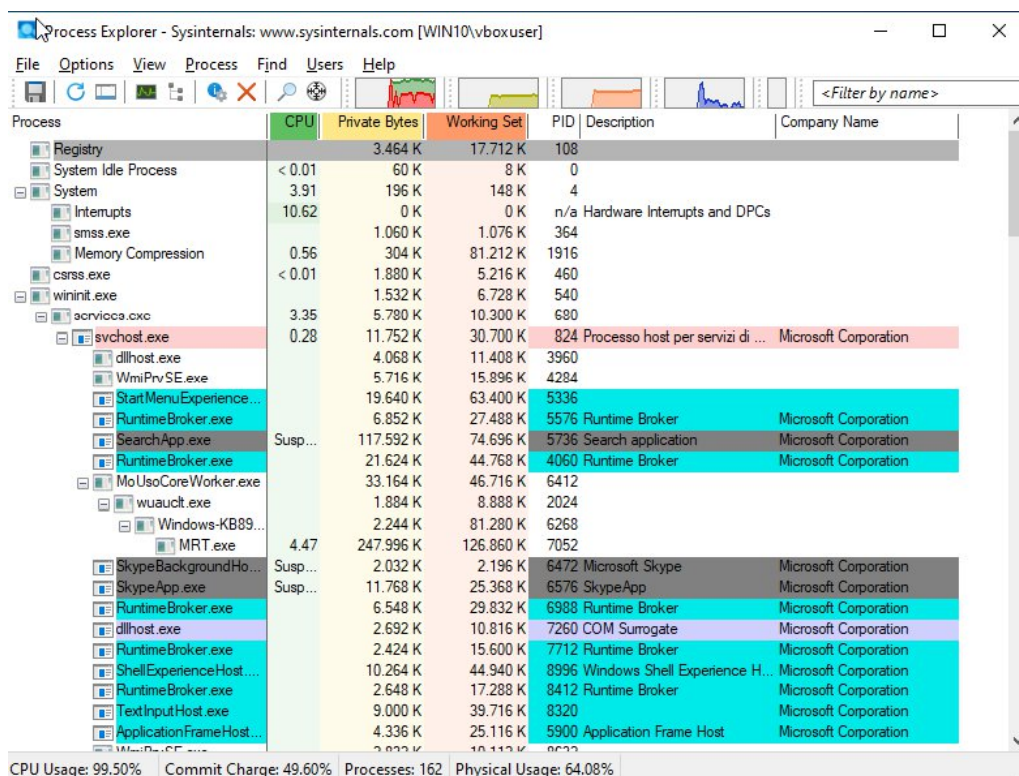 Process Explorer - Sysinternals: www.sysinternals.com [WIN10\vboxuser]
File Options View Process Find Users Help
<Filter by name>
Process CPU Private Bytes Working Set PID Description Company Name
Registry 3.464 K 17.712 K 108
System Idle Process < 0.01 60 K 8 K 0
System 3.91 196 K 148 K 4
Interrupts 10.62 0 K 0 K n/a Hardware Interrupts and DPCs
smss.exe 1.060 K 1.076 K 364
Memory Compression 0.56 304 K 81.212 K 1916
csrss.exe < 0.01 1.880 K 5.216 K 460
wininit.exe 1.532 K 6.728 K 540
services.exe 3.35 5.780 K 10.300 K 680
svchost.exe 0.28 11.752 K 30.700 K 824 Processo host per servizi di ... Microsoft Corporation
dllhost.exe 4.068 K 11.408 K 3960
WmiPrvSE.exe 5.716 K 15.896 K 4284
StartMenuExperience... 19.640 K 63.400 K 5336
RuntimeBroker.exe 6.852 K 27.488 K 5576 Runtime Broker Microsoft Corporation
SearchApp.exe Susp... 117.592 K 74.696 K 5736 Search application Microsoft Corporation
RuntimeBroker.exe 21.624 K 44.768 K 4060 Runtime Broker Microsoft Corporation
MoUsoCoreWorker.exe 33.164 K 46.716 K 6412
wuauclt.exe 1.884 K 8.888 K 2024
Windows-KB89... 2.244 K 81.280 K 6268
MRT.exe 4.47 247.996 K 126.860 K 7052
SkypeBackgroundHo... Susp... 2.032 K 2.196 K 6472 Microsoft Skype Microsoft Corporation
SkypeApp.exe Susp... 11.768 K 25.368 K 6576 SkypeApp Microsoft Corporation
RuntimeBroker.exe 6.548 K 29.832 K 6988 Runtime Broker Microsoft Corporation
dllhost.exe 2.692 K 10.816 K 7260 COM Surrogate Microsoft Corporation
RuntimeBroker.exe 2.424 K 15.600 K 7712 Runtime Broker Microsoft Corporation
ShellExperienceHost.... 10.264 K 44.940 K 8996 Windows Shell Experience H... Microsoft Corporation
RuntimeBroker.exe 2.648 K 17.288 K 8412 Runtime Broker Microsoft Corporation
TextInputHost.exe 9.000 K 39.716 K 8320 Microsoft Corporation
ApplicationFrameHost... 4.336 K 25.116 K 5900 Application Frame Host Microsoft Corporation
CPU Usage: 99.50% Commit Charge: 49.60% Processes: 162 Physical Usage: 64.08%